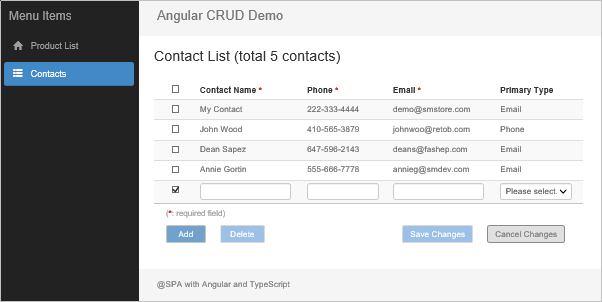 Menu Items
Angular CRUD Demo
Product List
Contacts
Contact List (total 5 contacts)
Contact Name * Phone * Email * Primary Type
My Contact 222-333-4444 demo@smstore.com Email
John Wood 410-565-3879 johnwoo@retob.com Phone
Dean Sapez 647-596-2143 deans@fashep.com Email
Annie Gortin 555-666-7778 annieg@smdev.com Email
Please select.
(*: required field)
Add Delete Save Changes Cancel Changes
@SPA with Angular and TypeScript